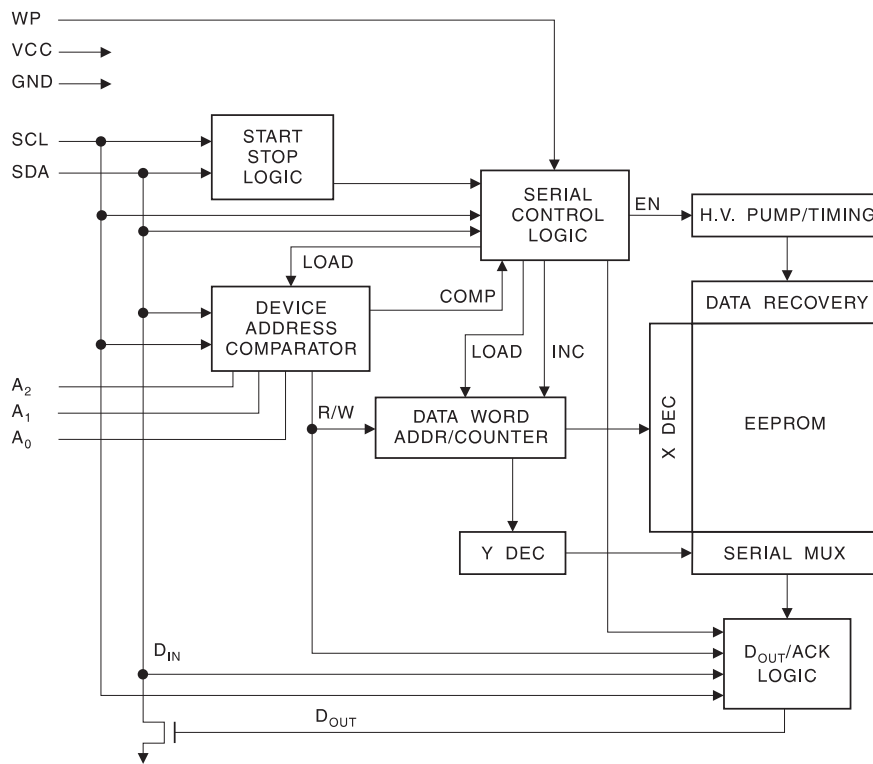 WP
VCC
GND
SCL
SDA
START
STOP
LOGIC
SERIAL
CONTROL
LOGIC
EN
H.V. PUMP/TIMING
LOAD
COMP
DEVICE
ADDRESS
COMPARATOR
DATA RECOVERY
LOAD
INC
A2
A1
A0
R/W
DATA WORD
ADDR/COUNTER
X DEC
EEPROM
Y DEC
SERIAL MUX
DIN
DOUT/ACK
LOGIC
DOUT